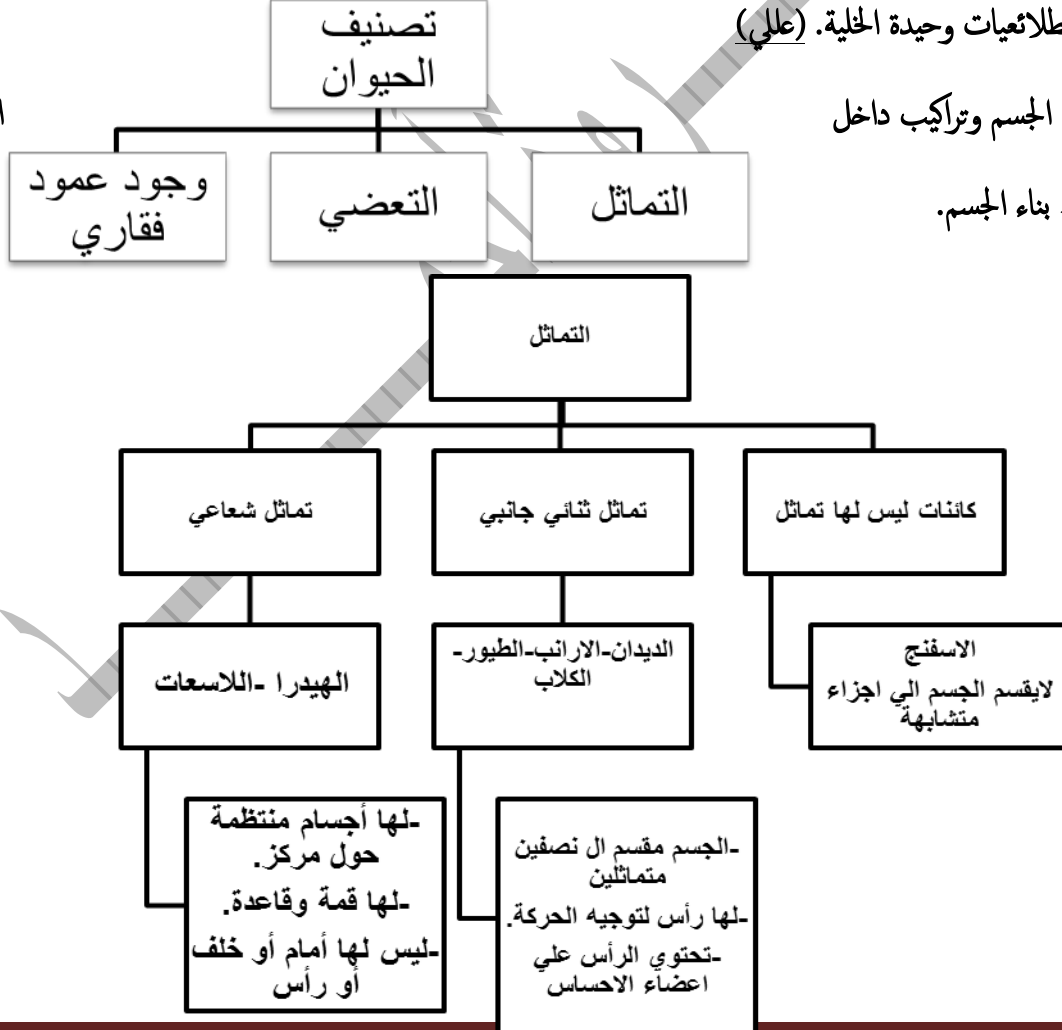 طلائعيات وحيدة الخلية. (عللي)
الجسم وتراكيب داخل
بناء الجسم.
تصنيف
الحيوان
التماثل
التعضي
وجود عمود
فقاري
التماثل
كائنات ليس لها تماثل
تماثل ثنائي جانبي
تماثل شعاعي
الاسفنج
لايقسم الجسم الي اجزاء
متشابهة
الديدان-الارانب-الطيور-
الكلاب
الهيدرا -اللاسعات
-الجسم مقسم ال نصفين
متماثلين
-لها رأس لتوجيه الحركة.
-تحتوي الرأس علي
اعضاء الاحساس
-لها أجسام منتظمة
حول مركز.
-لها قمة وقاعدة.
-ليس لها أمام أو خلف
أو رأس